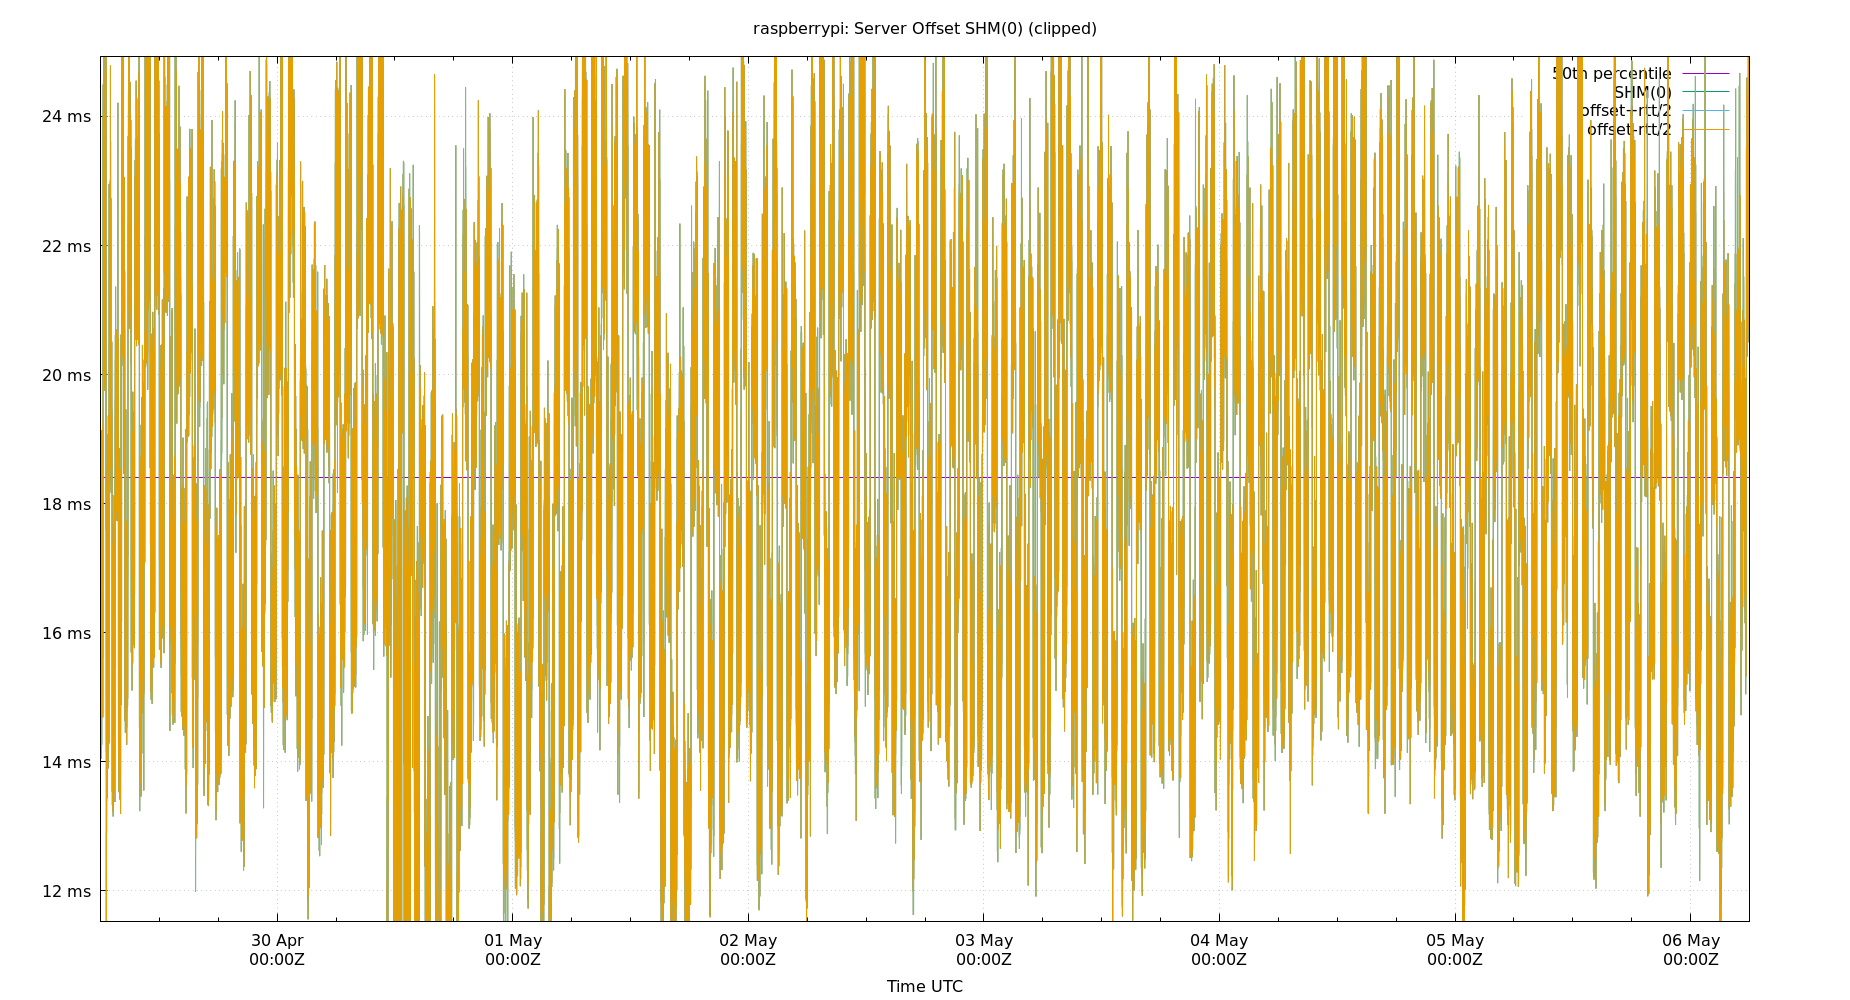 raspberrypi: Server Offset SHM(0) (clipped)
50th percentile
SHM(0)
offset+rtt/2
offset-rtt/2
24 ms
22 ms
20 ms
18 ms
16 ms
14 ms
12 ms
30 Apr 01 May 02 May 03 May 04 May 05 May 06 May
00:00Z 00:00Z 00:00Z 00:00Z 00:00Z 00:00Z 00:00Z
Time UTC